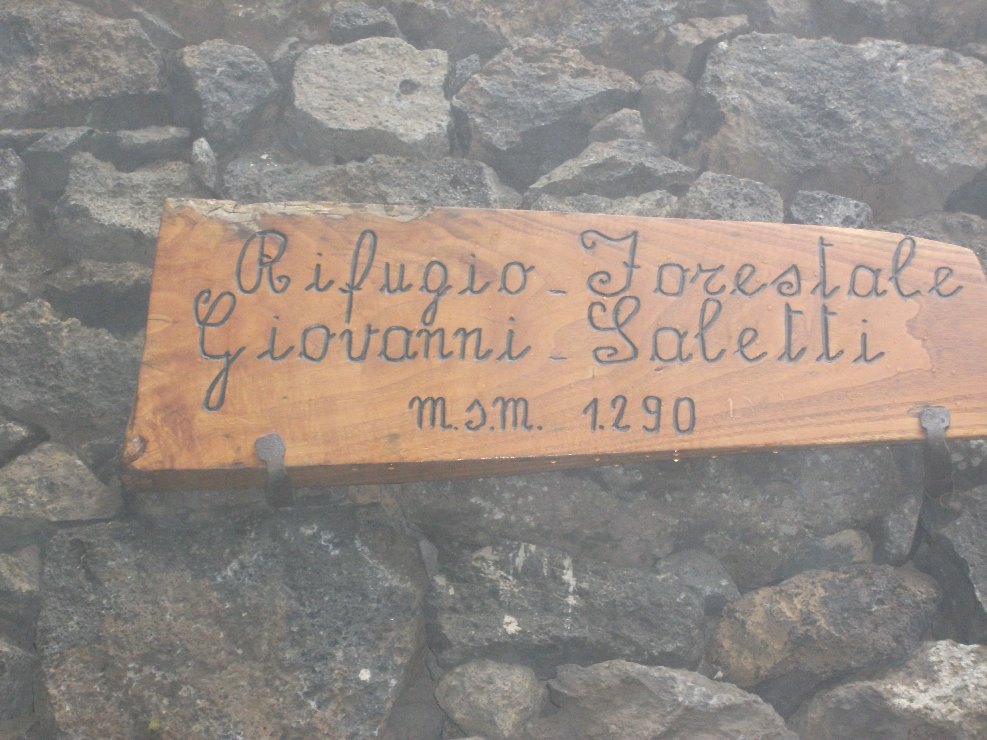 Rifugio - Forestale
Giovanni - Saletti
m.s.m. 1.290